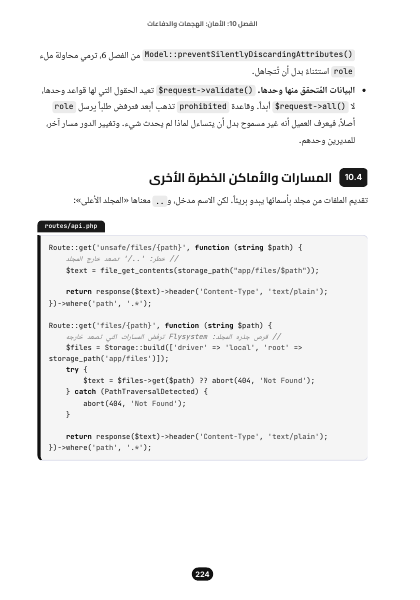 الفصل 10: الأمان: الهجمات والدفاعات
Model::preventSilentlyDiscardingAttributes() من الفصل 6، ترمي محاولة ملء
role استثناءً بدل أن تُتجاهل.
• البيانات المُتحقق منها وحدها. $request->validate() تعيد الحقول التي لها قواعد وحدها،
لا $request->all() أبداً. وقاعدة prohibited تذهب أبعد فترفض طلباً يرسل role
أصلاً، فيعرف العميل أنه غير مسموح بدل أن يتساءل لماذا لم يحدث شيء. وتغيير الدور مسار آخر،
للمديرين وحدهم.
10.4 المسارات والأماكن الخطرة الأخرى
تقديم الملفات من مجلد بأسمائها يبدو بريئاً. لكن الاسم مدخل، و.. معناها «المجلد الأعلى»:
routes/api.php
Route::get('unsafe/files/{path}', function (string $path) {
// خطر: '../' تصعد خارج المجلد
$text = file_get_contents(storage_path("app/files/$path"));
return response($text)->header('Content-Type', 'text/plain');
})->where('path', '.*');
Route::get('files/{path}', function (string $path) {
// قرص جذره المجلد: Flysystem ترفض المسارات التي تصعد خارجه
$files = Storage::build(['driver' => 'local', 'root' =>
storage_path('app/files')]);
try {
$text = $files->get($path) ?? abort(404, 'Not Found');
} catch (PathTraversalDetected) {
abort(404, 'Not Found');
}
return response($text)->header('Content-Type', 'text/plain');
})->where('path', '.*');
224